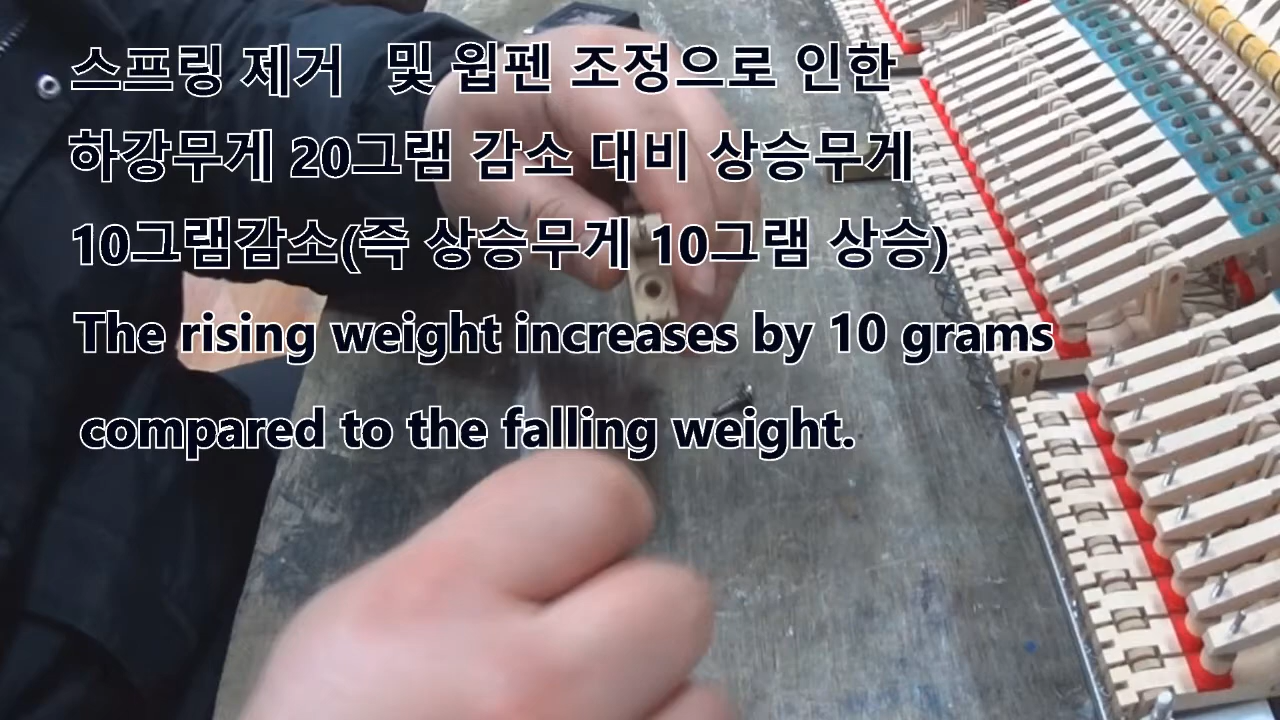 스프링 제거 및 윕펜 조정으로 인한
하강무게 20그램 감소 대비 상승무게
10그램감소(즉 상승무게 10그램 상승)
The rising weight increases by 10 grams
compared to the falling weight.